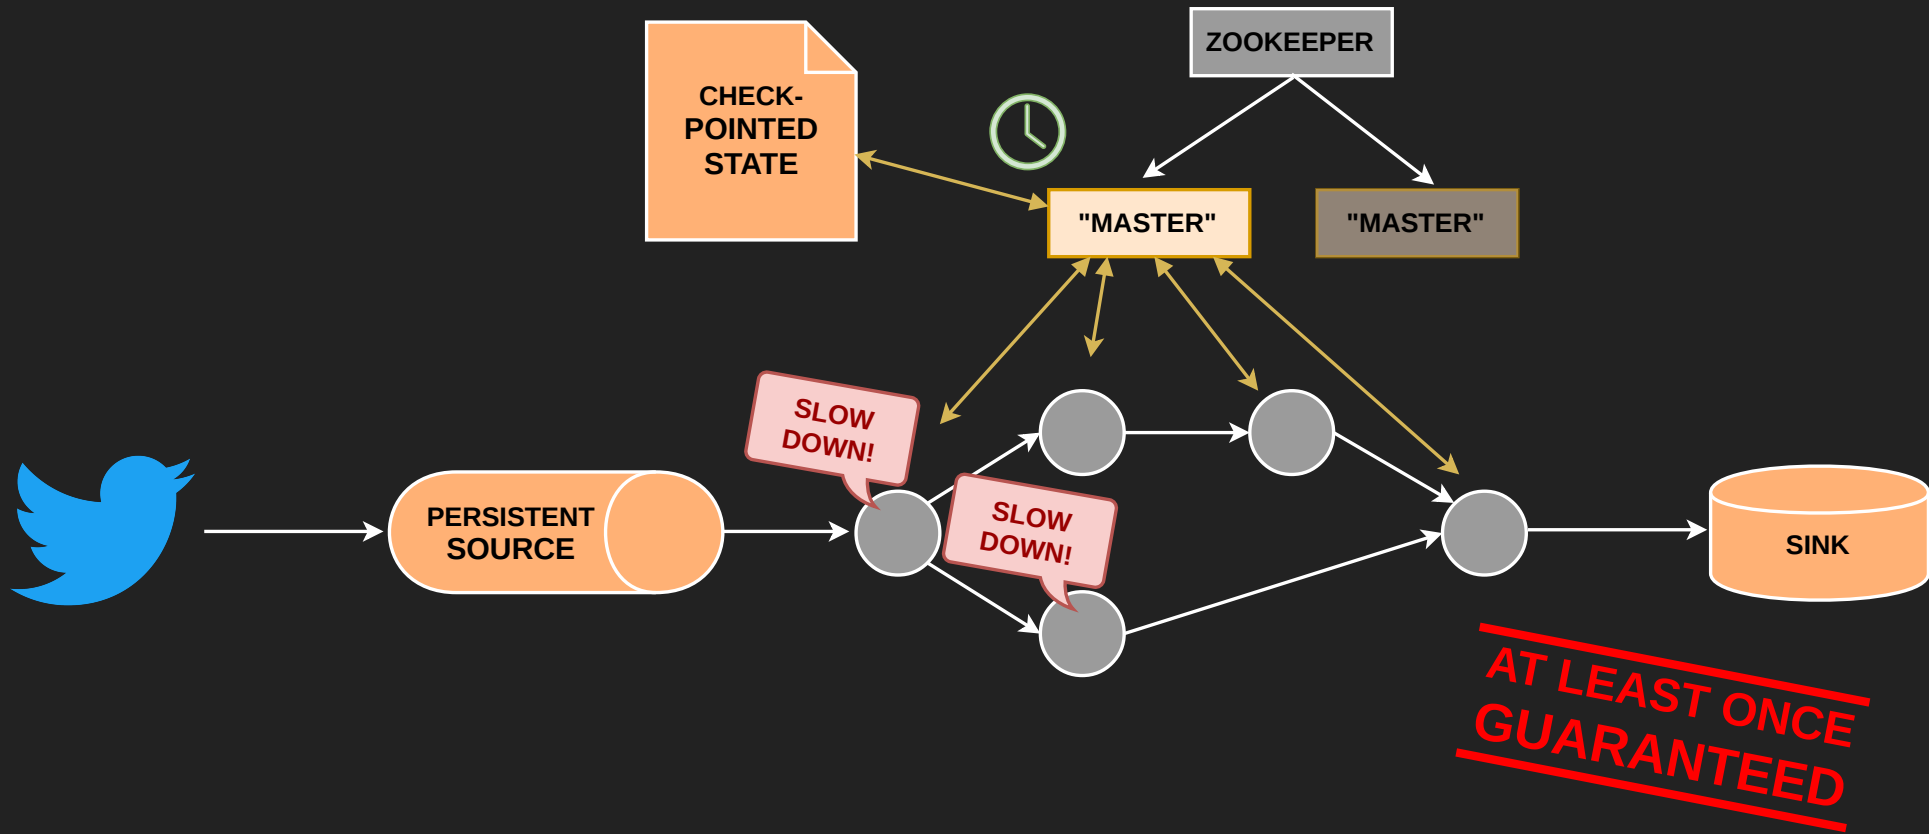 ZOOKEEPER
CHECK-
POINTED
STATE
"MASTER"
"MASTER"
SLOW
DOWN!
SLOW
DOWN!
PERSISTENT
SOURCE
SINK
AT LEAST ONCE
GUARANTEED